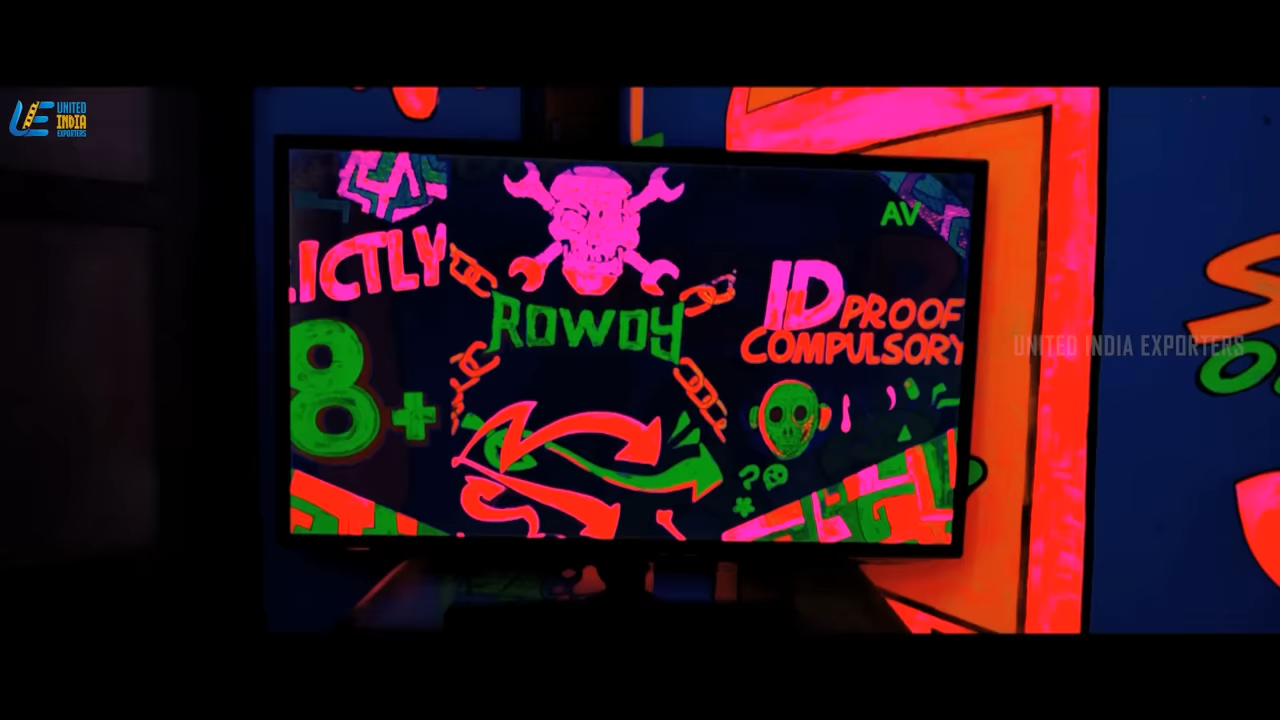 UNITED
INDIA
EXPORTERS
AV
ICTLY
ROWDY
ID PROOF
COMPULSORY
8+
?
UNITED INDIA EXPORTERS